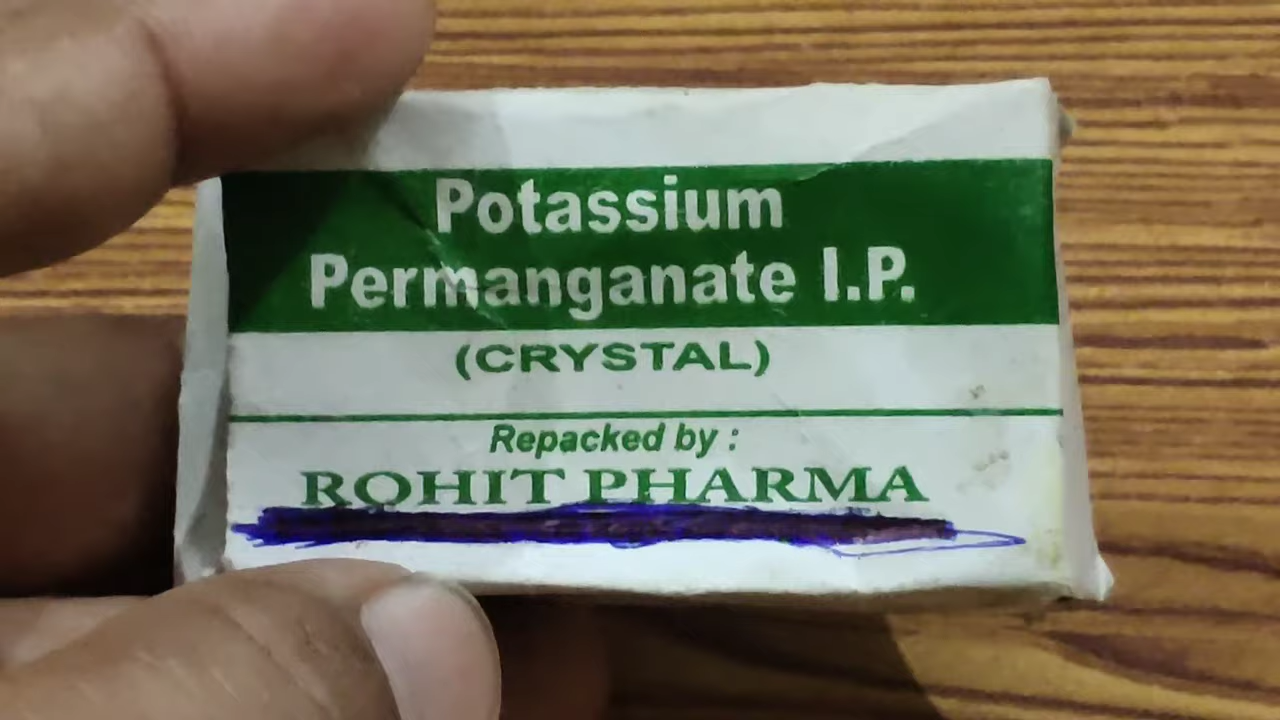 Potassium
Permanganate I.P.
(CRYSTAL)
Repacked by :
ROHIT PHARMA